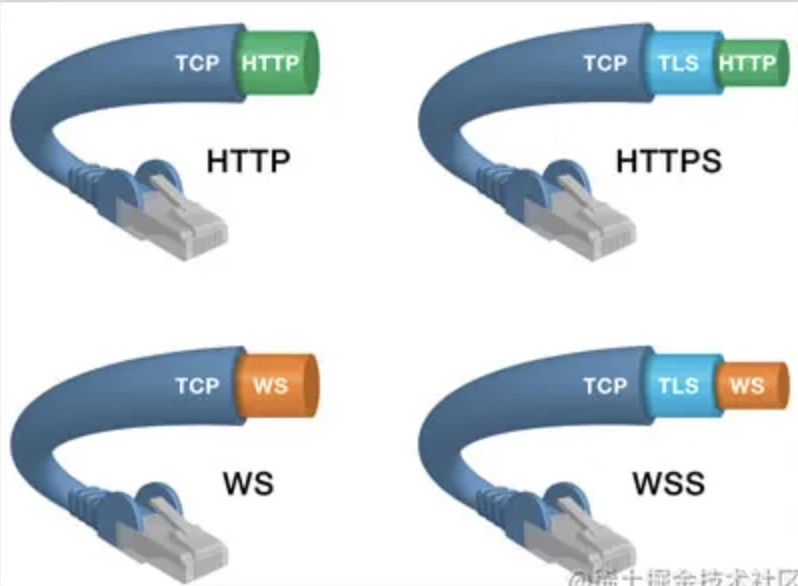 TCP HTTP
HTTP
TCP TLS HTTP
HTTPS
TCP WS
WS
TCP TLS WS
WSS
@稀土掘金技术社区